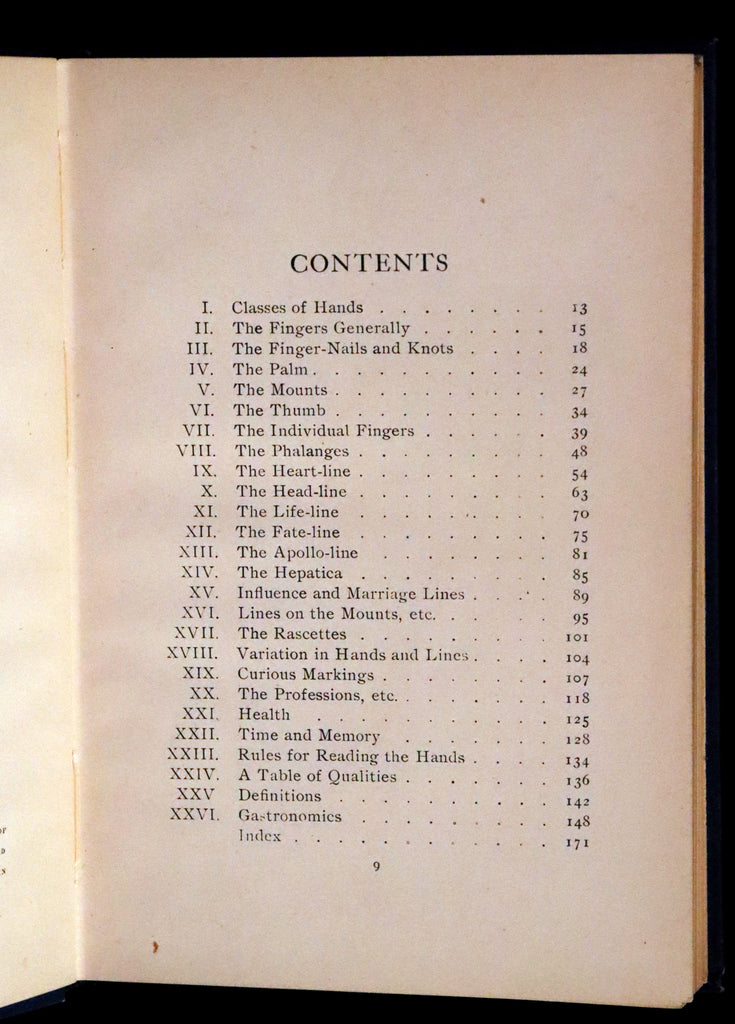 CONTENTS
I. Classes of Hands . . . . . . . . 13
II. The Fingers Generally . . . . . . 15
III. The Finger-Nails and Knots . . . . 18
IV. The Palm . . . . . . . . . . 24
V. The Mounts . . . . . . . . . . 27
VI. The Thumb . . . . . . . . . . 34
VII. The Individual Fingers . . . . . . 39
VIII. The Phalanges . . . . . . . . . 48
IX. The Heart-line . . . . . . . . . 54
X. The Head-line . . . . . . . . . 63
XI. The Life-line . . . . . . . . . 70
XII. The Fate-line . . . . . . . . . 75
XIII. The Apollo-line . . . . . . . . 81
XIV. The Hepatica . . . . . . . . . 85
XV. Influence and Marriage Lines . . . . 89
XVI. Lines on the Mounts, etc. . . . . . 95
XVII. The Rascettes . . . . . . . . . 101
XVIII. Variation in Hands and Lines . . . . 104
XIX. Curious Markings . . . . . . . . 107
XX. The Professions, etc. . . . . . . . 118
XXI. Health . . . . . . . . . . . 125
XXII. Time and Memory . . . . . . . 128
XXIII. Rules for Reading the Hands . . . . 134
XXIV. A Table of Qualities . . . . . . . 136
XXV Definitions . . . . . . . . . . 142
XXVI. Gastronomics . . . . . . . . . 148
Index . . . . . . . . . . . . 171
9